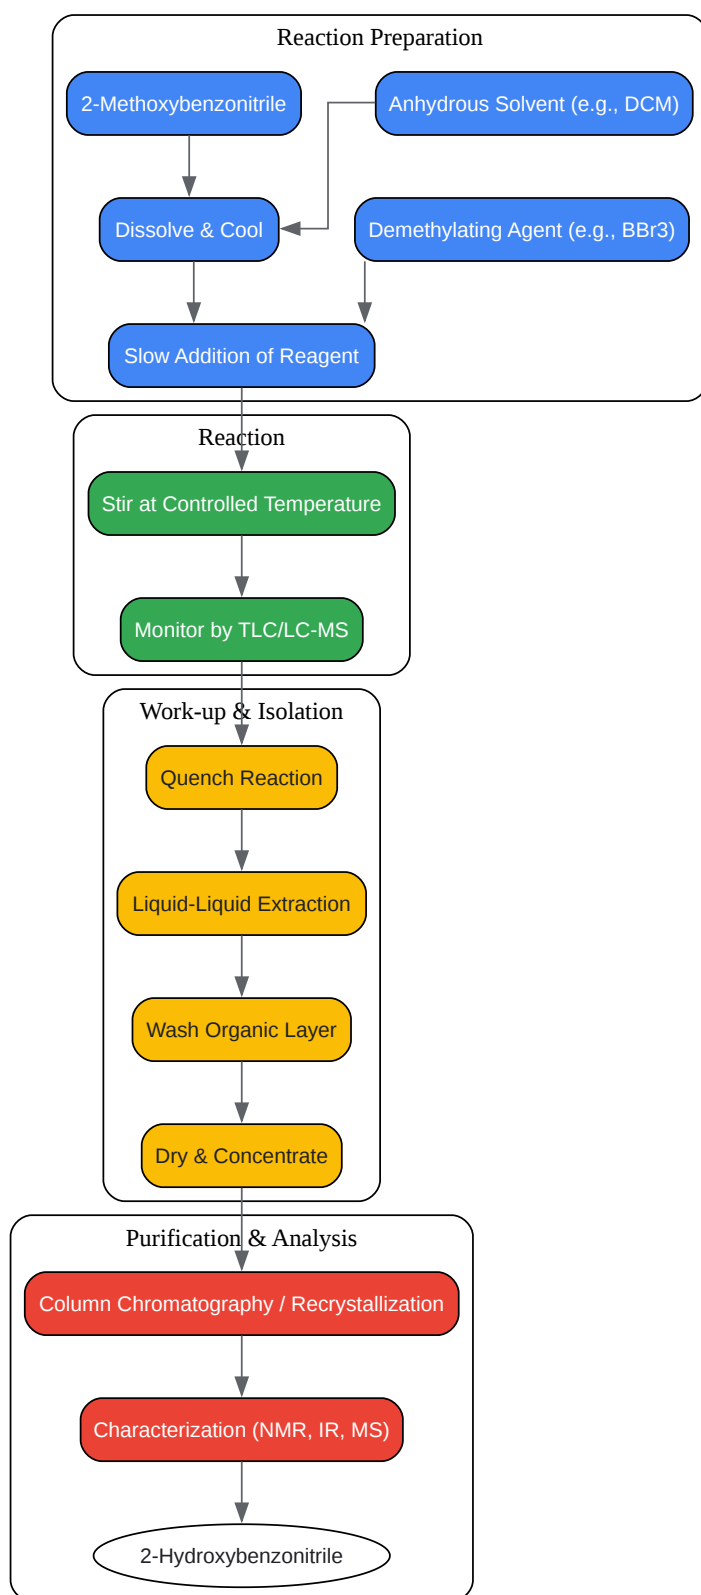 Reaction Preparation
2-Methoxybenzonitrile
Anhydrous Solvent (e.g., DCM)
Dissolve & Cool
Demethylating Agent (e.g., BBr3)
Slow Addition of Reagent
Reaction
Stir at Controlled Temperature
Monitor by TLC/LC-MS
Work-up & Isolation
Quench Reaction
Liquid-Liquid Extraction
Wash Organic Layer
Dry & Concentrate
Purification & Analysis
Column Chromatography / Recrystallization
Characterization (NMR, IR, MS)
2-Hydroxybenzonitrile